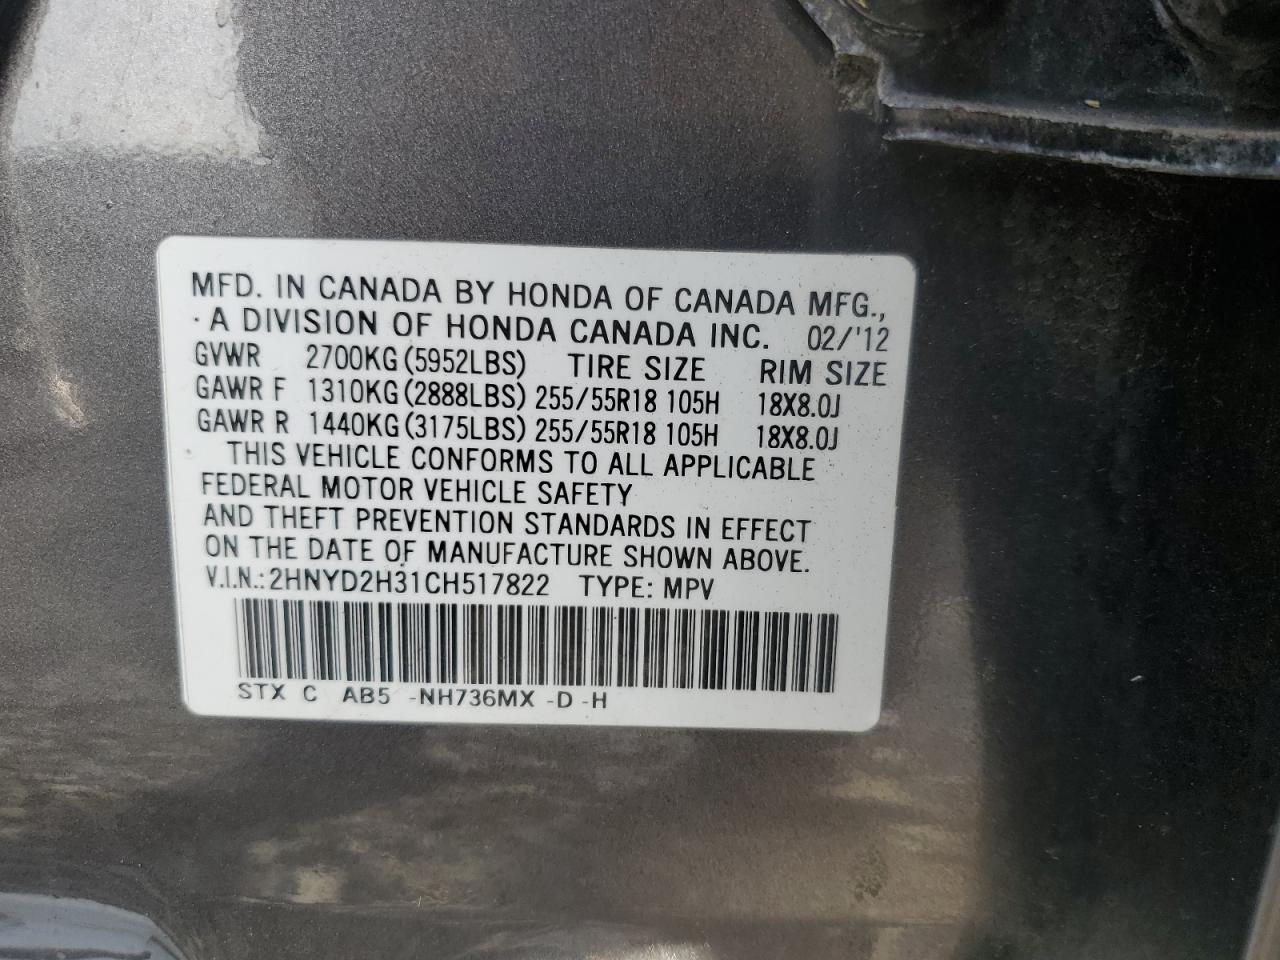 MFD. IN CANADA BY HONDA OF CANADA MFG.,
· A DIVISION OF HONDA CANADA INC. 02/'12
GVWR 2700KG (5952LBS) TIRE SIZE RIM SIZE
GAWR F 1310KG (2888LBS) 255/55R18 105H 18X8.0J
GAWR R 1440KG (3175LBS) 255/55R18 105H 18X8.0J
THIS VEHICLE CONFORMS TO ALL APPLICABLE
FEDERAL MOTOR VEHICLE SAFETY
AND THEFT PREVENTION STANDARDS IN EFFECT
ON THE DATE OF MANUFACTURE SHOWN ABOVE.
V.I.N.: 2HNYD2H31CH517822 TYPE: MPV
STX C AB5 -NH736MX -D -H